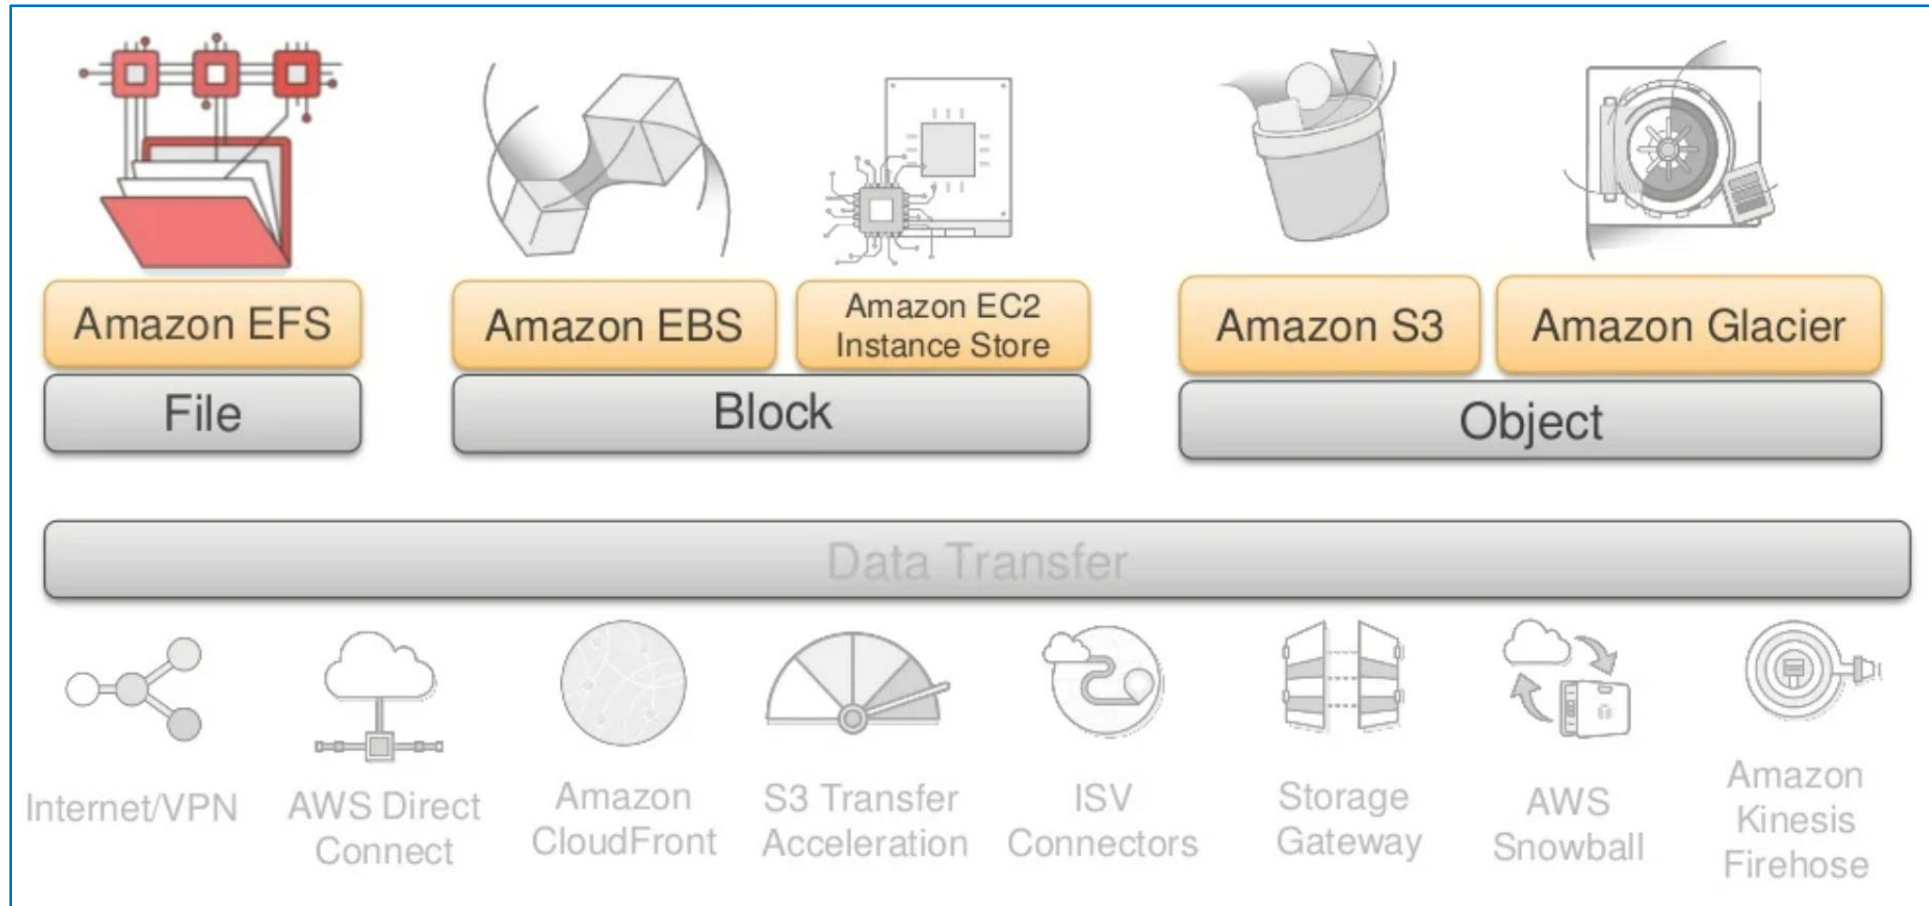 Amazon EFS
Amazon EBS
Amazon EC2
Instance Store
Amazon S3
Amazon Glacier
File
Block
Object
Data Transfer
Internet/VPN
AWS Direct
Connect
Amazon
CloudFront
S3 Transfer
Acceleration
ISV
Connectors
Storage
Gateway
AWS
Snowball
Amazon
Kinesis
Firehose